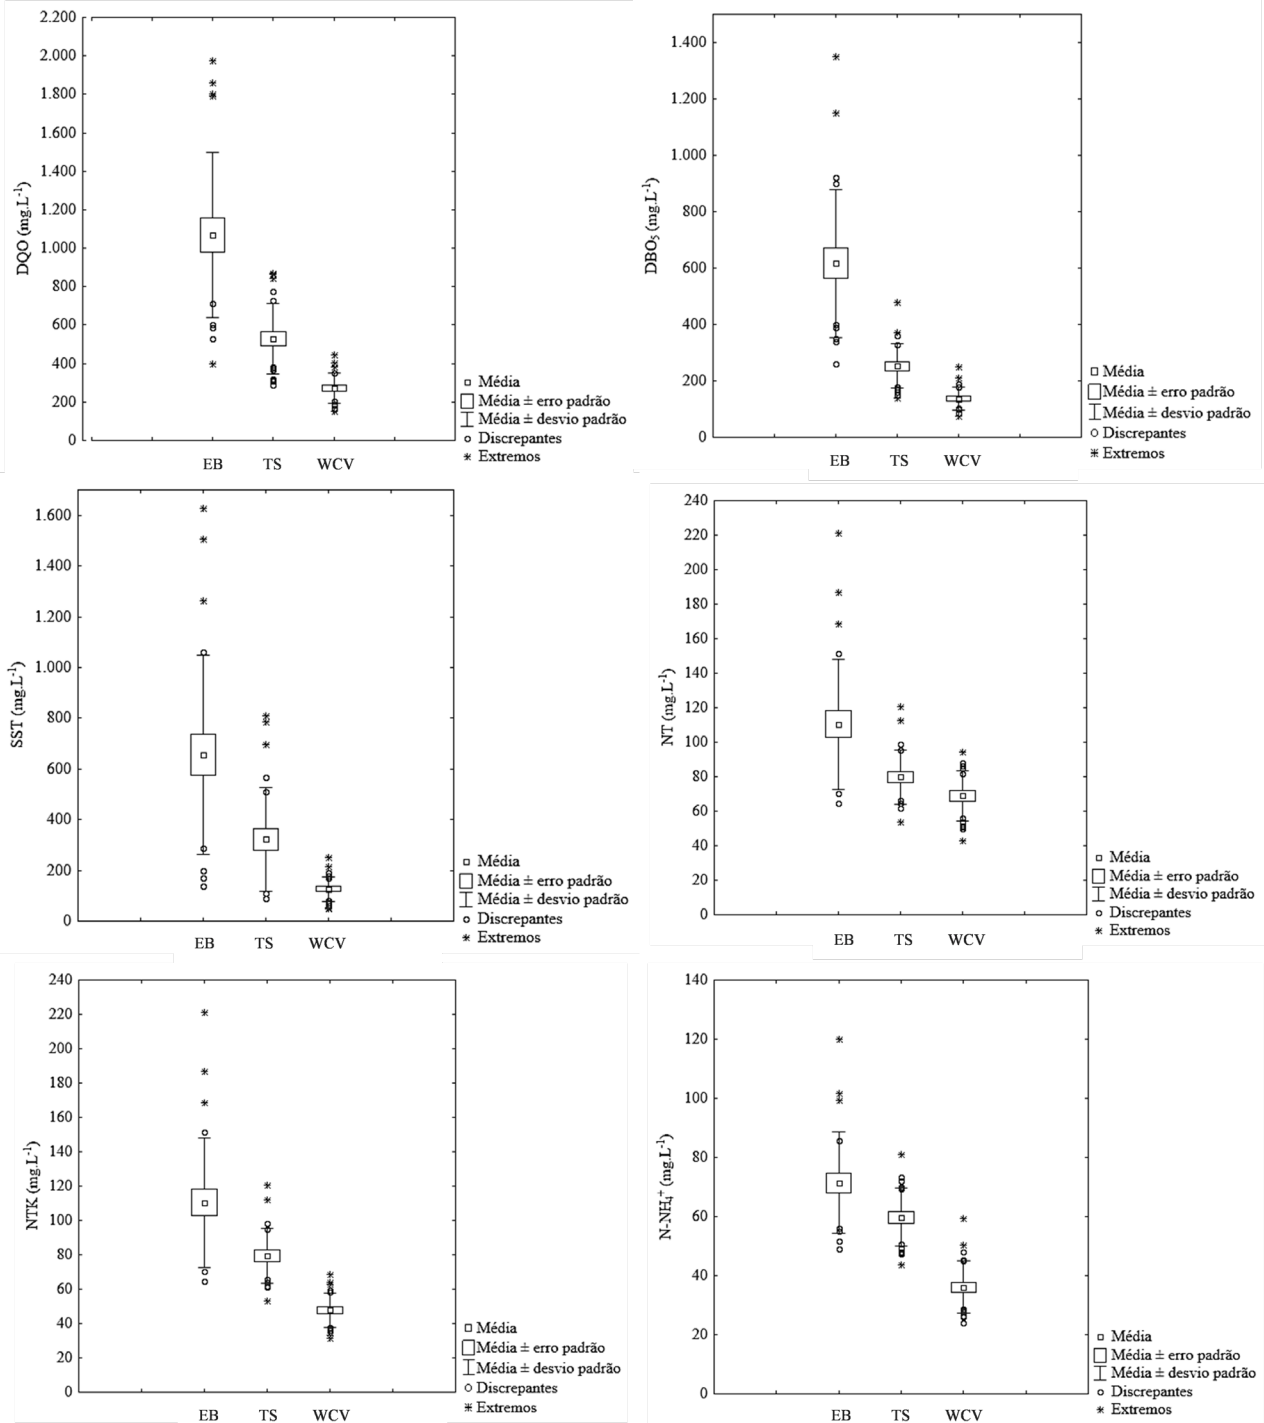 2.200
2.000
1.800
1.600
1.400
1.200
1.000
800
600
400
200
0
DQO (mg.L⁻¹)
EB TS WCV
Média
Média ± erro padrão
Média ± desvio padrão
Discrepantes
Extremos
1.400
1.200
1.000
800
600
400
200
0
DBO₅ (mg.L⁻¹)
EB TS WCV
Média
Média ± erro padrão
Média ± desvio padrão
Discrepantes
Extremos
1.600
1.400
1.200
1.000
800
600
400
200
0
SST (mg.L⁻¹)
EB TS WCV
Média
Média ± erro padrão
Média ± desvio padrão
Discrepantes
Extremos
240
220
200
180
160
140
120
100
80
60
40
20
0
NT (mg.L⁻¹)
EB TS WCV
Média
Média ± erro padrão
Média ± desvio padrão
Discrepantes
Extremos
240
220
200
180
160
140
120
100
80
60
40
20
0
NTK (mg.L⁻¹)
EB TS WCV
Média
Média ± erro padrão
Média ± desvio padrão
Discrepantes
Extremos
140
120
100
80
60
40
20
0
N-NH₄⁺ (mg.L⁻¹)
EB TS WCV
Média
Média ± erro padrão
Média ± desvio padrão
Discrepantes
Extremos